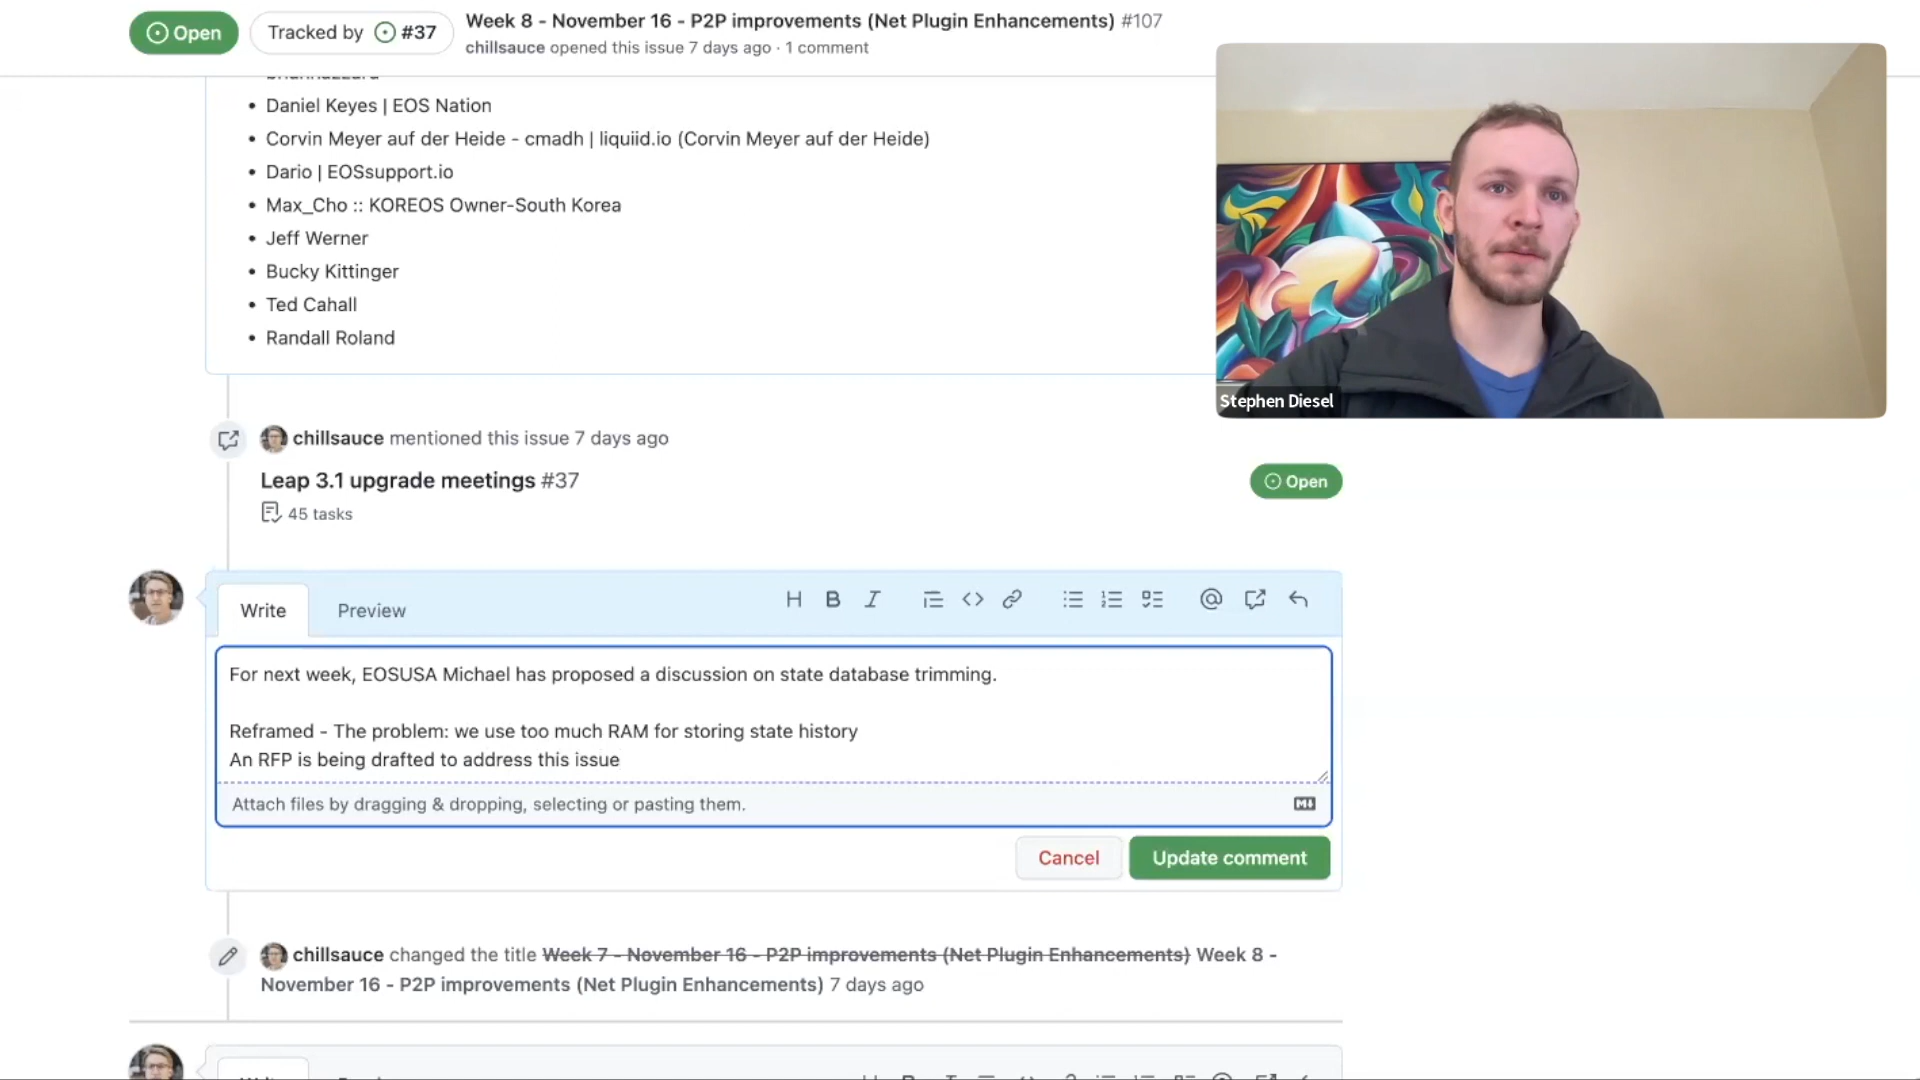 Open
Tracked by #37
Week 8 - November 16 - P2P improvements (Net Plugin Enhancements) #107
chillsauce opened this issue 7 days ago · 1 comment
• Daniel Keyes | EOS Nation
• Corvin Meyer auf der Heide - cmadh | liquiid.io (Corvin Meyer auf der Heide)
• Dario | EOSsupport.io
• Max_Cho :: KOREOS Owner-South Korea
• Jeff Werner
• Bucky Kittinger
• Ted Cahall
• Randall Roland
Stephen Diesel
chillsauce mentioned this issue 7 days ago
Leap 3.1 upgrade meetings #37
Open
45 tasks
Write
Preview
H B I
For next week, EOSUSA Michael has proposed a discussion on state database trimming.
Reframed - The problem: we use too much RAM for storing state history
An RFP is being drafted to address this issue
Attach files by dragging & dropping, selecting or pasting them.
Cancel
Update comment
chillsauce changed the title Week 7 - November 16 - P2P improvements (Net Plugin Enhancements) Week 8 -
November 16 - P2P improvements (Net Plugin Enhancements) 7 days ago